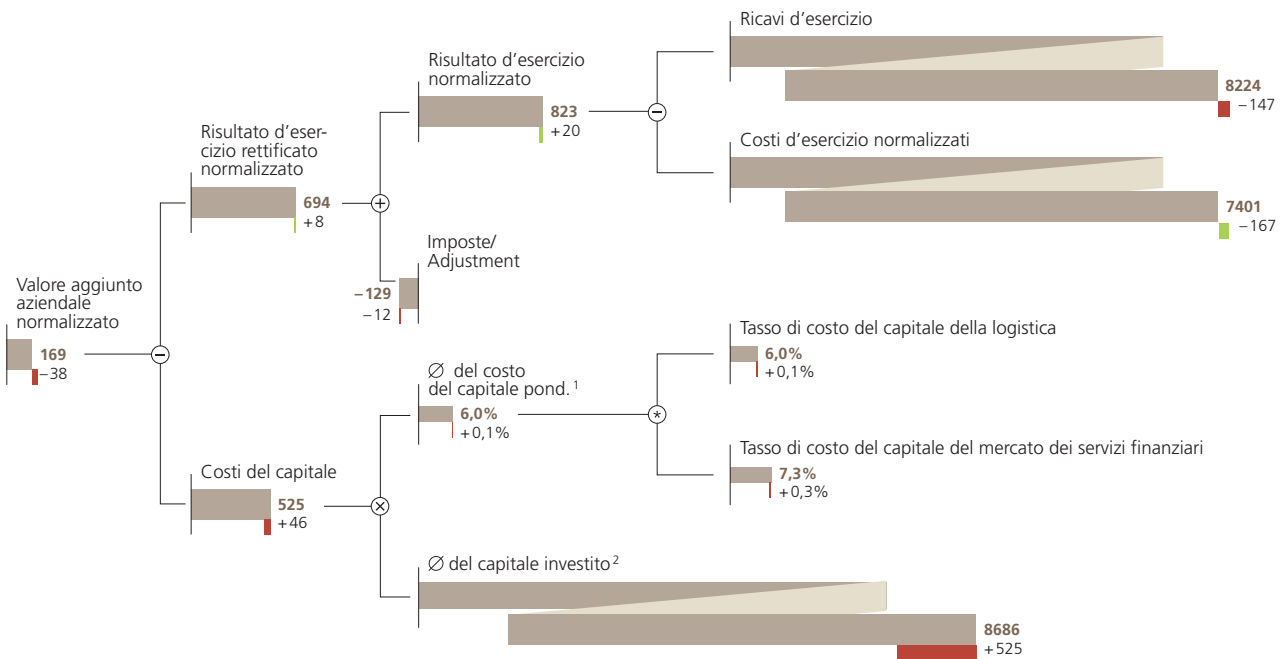 Ricavi d'esercizio
8224
–147
Risultato d'esercizio
normalizzato
823
+20
–
Costi d'esercizio normalizzati
7401
–167
Risultato d'eser-
cizio rettificato
normalizzato
694
+8
+
Imposte/
Adjustment
–129
–12
Valore aggiunto
aziendale
normalizzato
169
–38
–
Tasso di costo del capitale della logistica
6,0%
+0,1%
Ø del costo
del capitale pond.1
6,0%
+0,1%
*
Tasso di costo del capitale del mercato dei servizi finanziari
7,3%
+0,3%
Costi del capitale
525
+46
×
Ø del capitale investito2
8686
+525